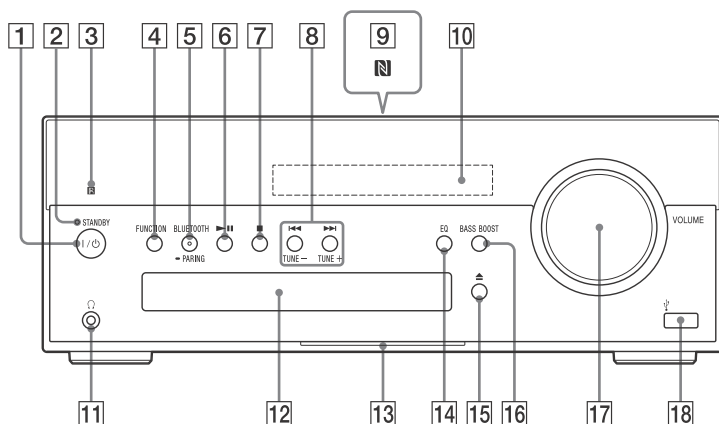 1 2 3 4 5 6 7 8 9 10
N
R
STANDBY
I / ⏻
FUNCTION BLUETOOTH EQ BASS BOOST VOLUME
PARING TUNE – TUNE +
11 12 13 14 15 16 17 18